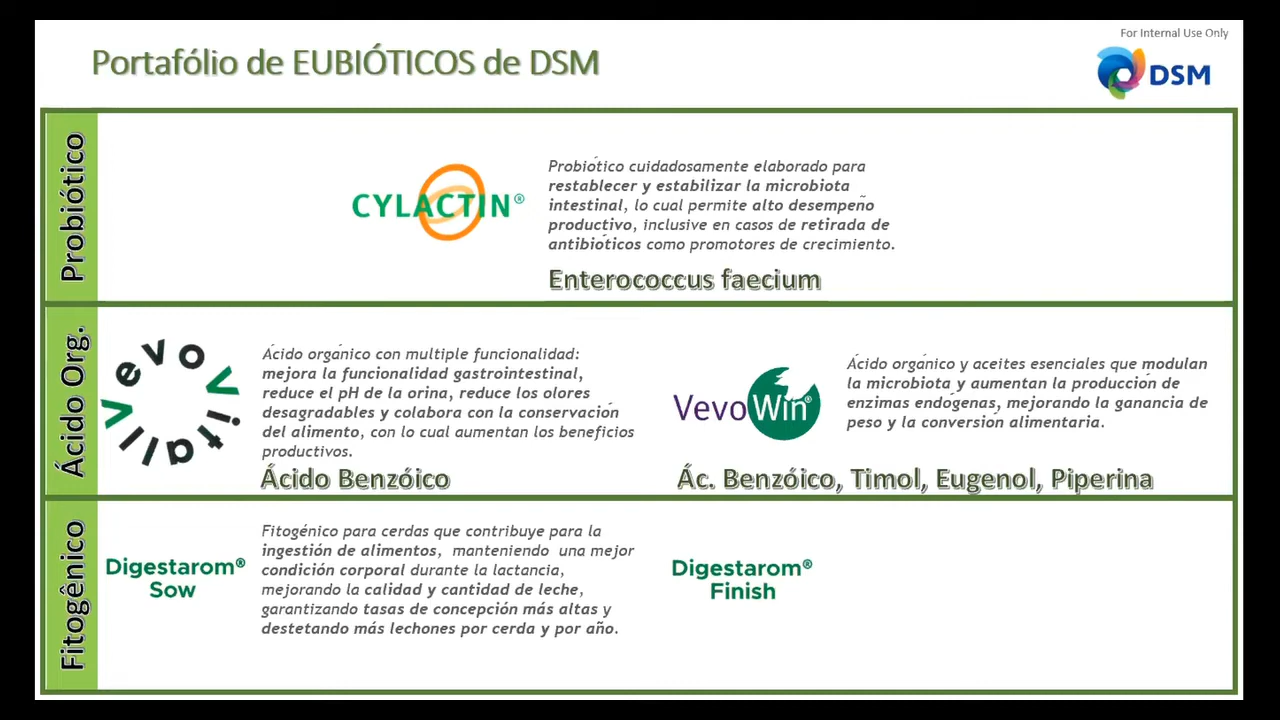 For Internal Use Only
Portafólio de EUBIÓTICOS de DSM
DSM
Probiótico
CYLACTIN®
Probiótico cuidadosamente elaborado para
restablecer y estabilizar la microbiota
intestinal, lo cual permite alto desempeño
productivo, inclusive en casos de retirada de
antibióticos como promotores de crecimiento.
Enterococcus faecium
Ácido Org.
Vevovitall
Ácido orgánico con multiple funcionalidad:
mejora la funcionalidad gastrointestinal,
reduce el pH de la orina, reduce los olores
desagradables y colabora con la conservación
del alimento, con lo cual aumentan los beneficios
productivos.
Ácido Benzóico
VevoWin®
Ácido orgánico y aceites esenciales que modulan
la microbiota y aumentan la producción de
enzimas endógenas, mejorando la ganancia de
peso y la conversión alimentaria.
Ác. Benzóico, Timol, Eugenol, Piperina
Fitogênico
Digestarom®
Sow
Fitogénico para cerdas que contribuye para la
ingestión de alimentos, manteniendo una mejor
condición corporal durante la lactancia,
mejorando la calidad y cantidad de leche,
garantizando tasas de concepción más altas y
destetando más lechones por cerda y por año.
Digestarom®
Finish